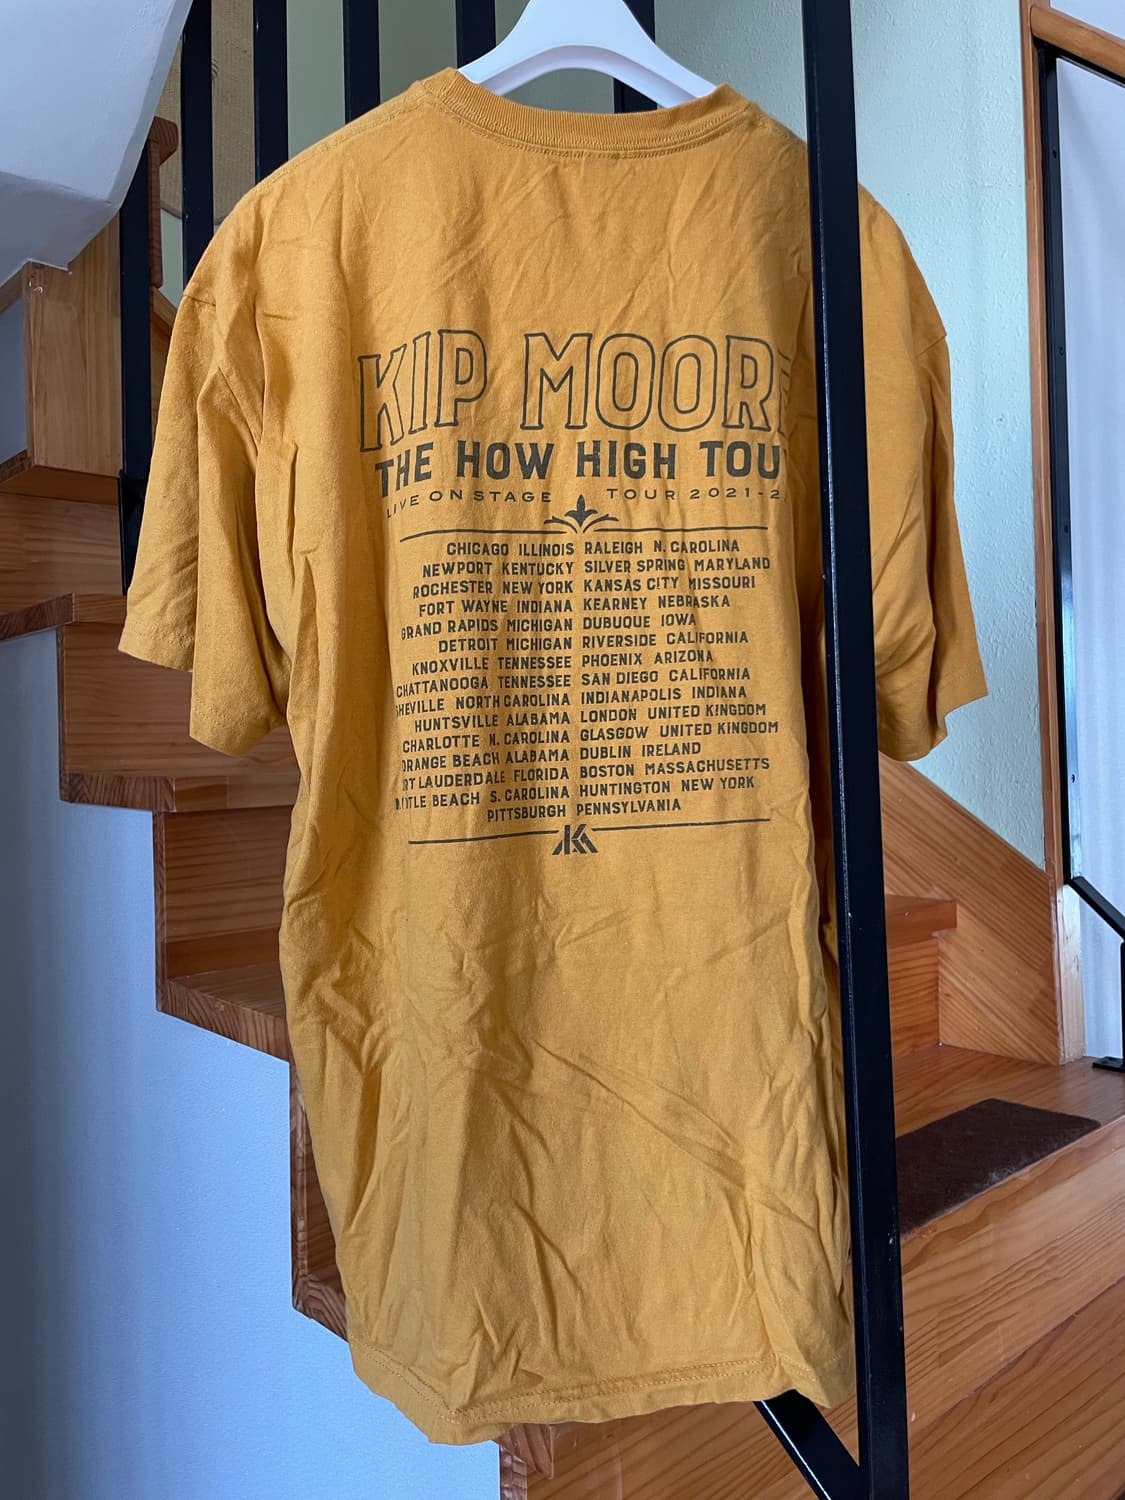 KIP MOORE
THE HOW HIGH TOUR
LIVE ON STAGE TOUR 2021-2
CHICAGO ILLINOIS RALEIGH N. CAROLINA
NEWPORT KENTUCKY SILVER SPRING MARYLAND
ROCHESTER NEW YORK KANSAS CITY MISSOURI
FORT WAYNE INDIANA KEARNEY NEBRASKA
GRAND RAPIDS MICHIGAN DUBUQUE IOWA
DETROIT MICHIGAN RIVERSIDE CALIFORNIA
KNOXVILLE TENNESSEE PHOENIX ARIZONA
CHATTANOOGA TENNESSEE SAN DIEGO CALIFORNIA
SHEVILLE NORTH CAROLINA INDIANAPOLIS INDIANA
HUNTSVILLE ALABAMA LONDON UNITED KINGDOM
CHARLOTTE N. CAROLINA GLASGOW UNITED KINGDOM
ORANGE BEACH ALABAMA DUBLIN IRELAND
RT LAUDERDALE FLORIDA BOSTON MASSACHUSETTS
MYRTLE BEACH S. CAROLINA HUNTINGTON NEW YORK
PITTSBURGH PENNSYLVANIA